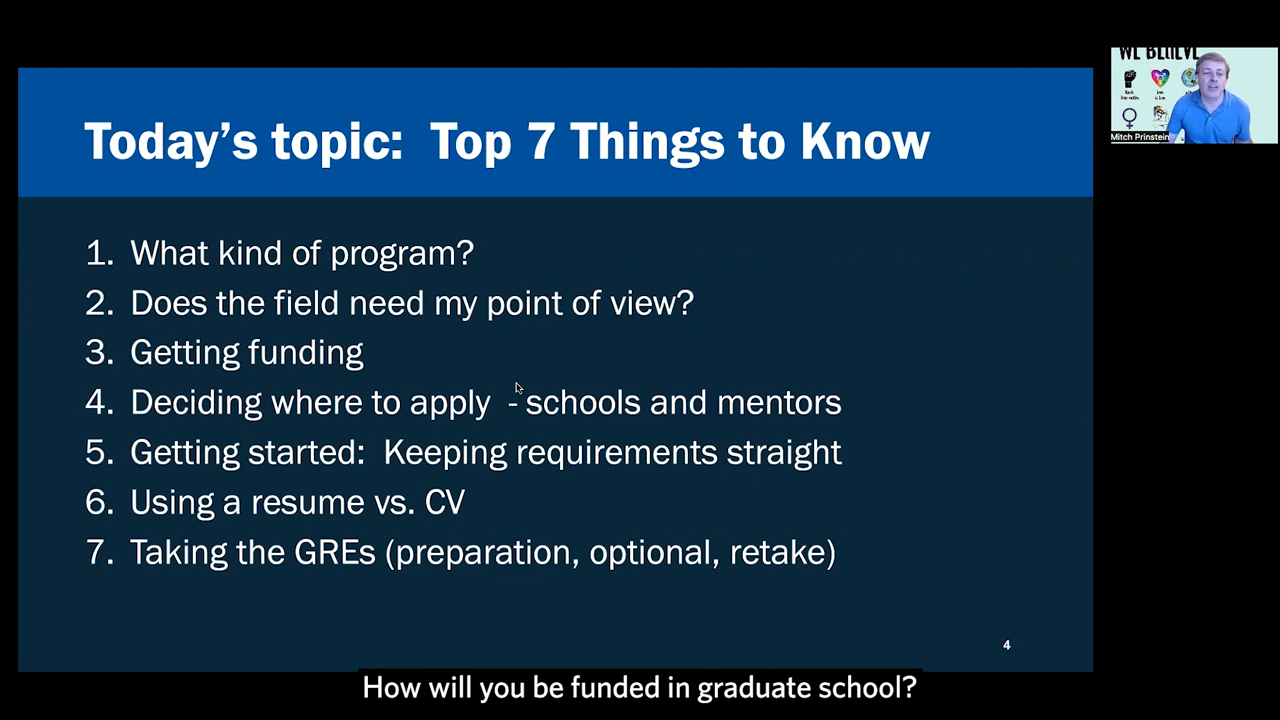 Today's topic:  Top 7 Things to Know
WE BELIEVE
Mitch Prinstein
1. What kind of program?
2. Does the field need my point of view?
3. Getting funding
4. Deciding where to apply  - schools and mentors
5. Getting started:  Keeping requirements straight
6. Using a resume vs. CV
7. Taking the GREs (preparation, optional, retake)
4
How will you be funded in graduate school?